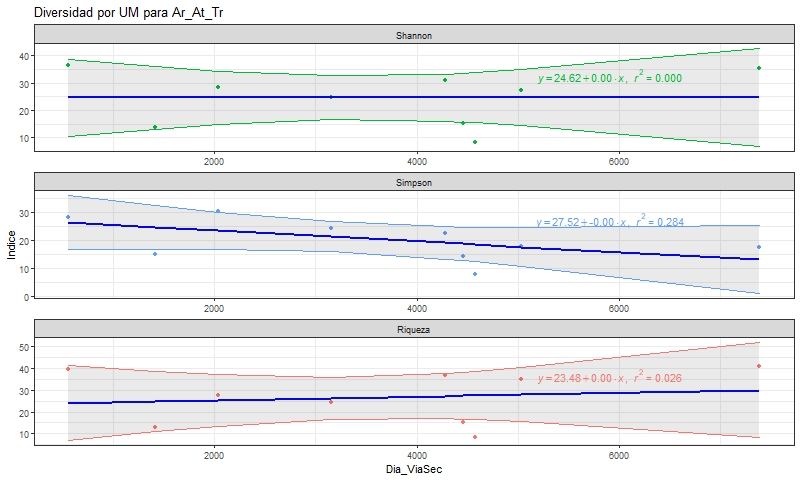 Diversidad por UM para Ar_At_Tr
Shannon
40
30
20
10
y = 24.62 + 0.00 · x, r² = 0.000
2000 4000 6000
Indice
Simpson
30
20
10
0
y = 27.52 + -0.00 · x, r² = 0.284
2000 4000 6000
Riqueza
50
40
30
20
10
y = 23.48 + 0.00 · x, r² = 0.026
2000 4000 6000
Dia_ViaSec